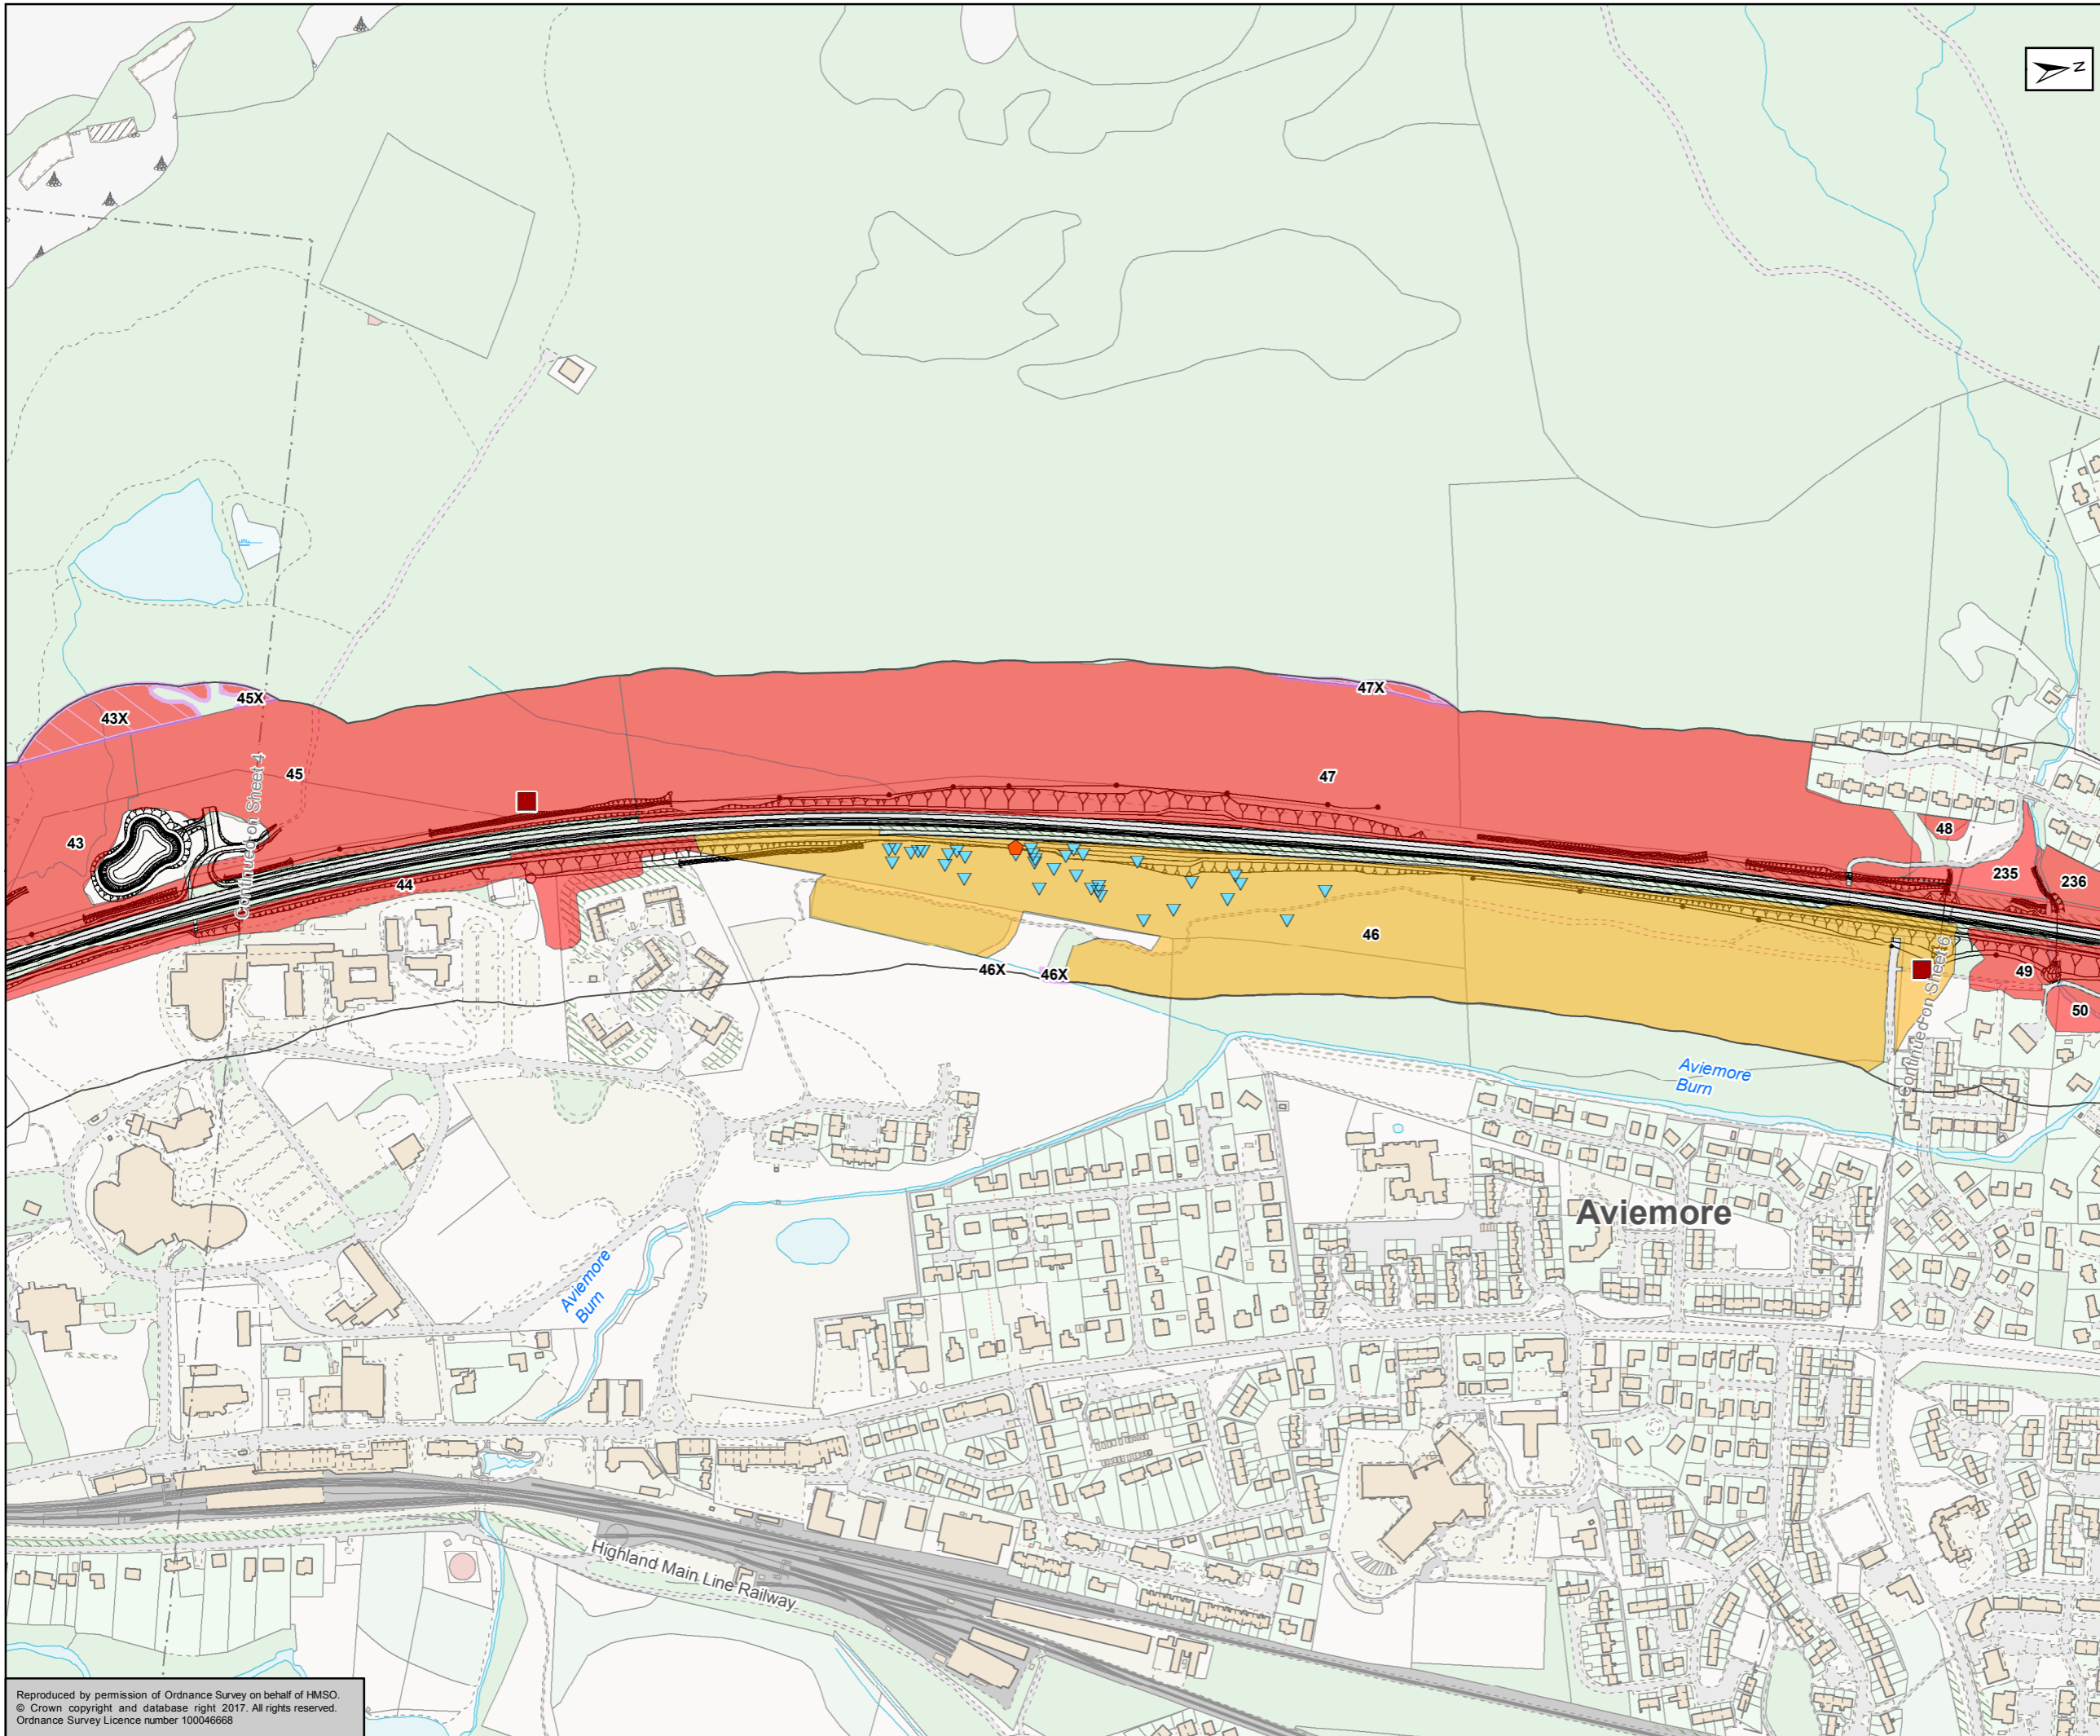 N
43X
45X
47X
45
47
43
44
48
235
236
46
49
46X
46X
50
Continued on Sheet 4
Continued on Sheet 6
Aviemore
Burn
Aviemore
Aviemore
Burn
Highland Main Line Railway
Reproduced by permission of Ordnance Survey on behalf of HMSO.
© Crown copyright and database right 2017. All rights reserved.
Ordnance Survey Licence number 100046668